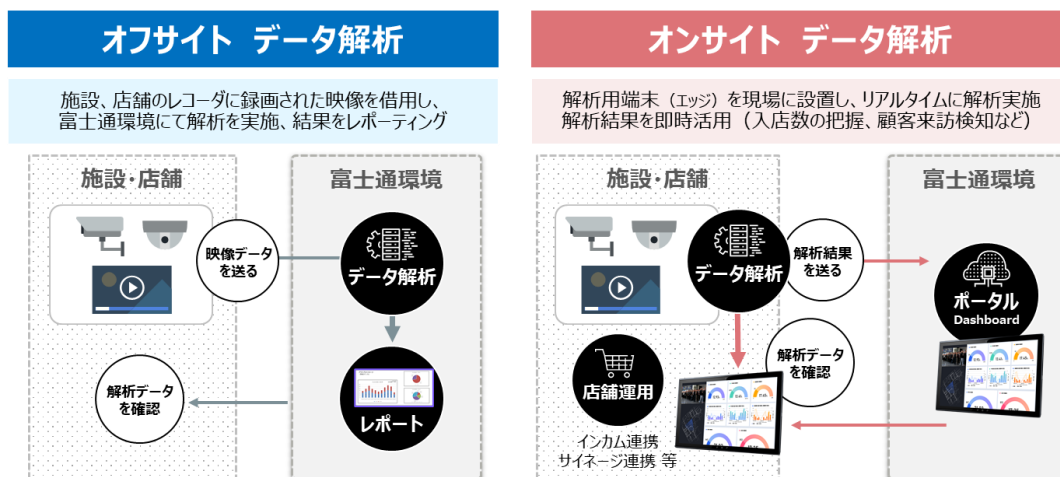 オフサイト データ解析
施設、店舗のレコーダに録画された映像を借用し、
富士通環境にて解析を実施、結果をレポーティング
施設・店舗
富士通環境
映像データ
を送る
データ解析
解析データ
を確認
レポート
オンサイト データ解析
解析用端末（エッジ）を現場に設置し、リアルタイムに解析実施
解析結果を即時活用（入店数の把握、顧客来訪検知など）
施設・店舗
富士通環境
データ解析
解析結果
を送る
ポータル
Dashboard
解析データ
を確認
店舗運用
インカム連携
サイネージ連携 等